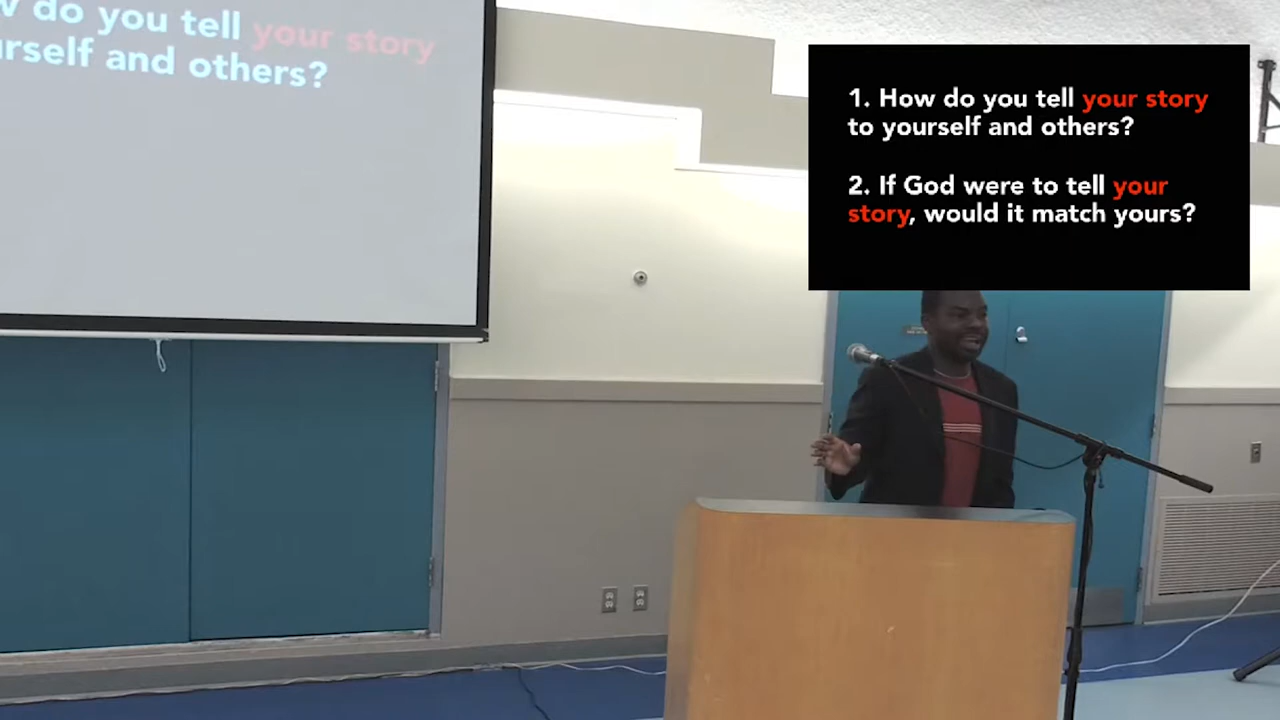 do you tell your story
and others?
1. How do you tell your story
to yourself and others?
2. If God were to tell your
story, would it match yours?